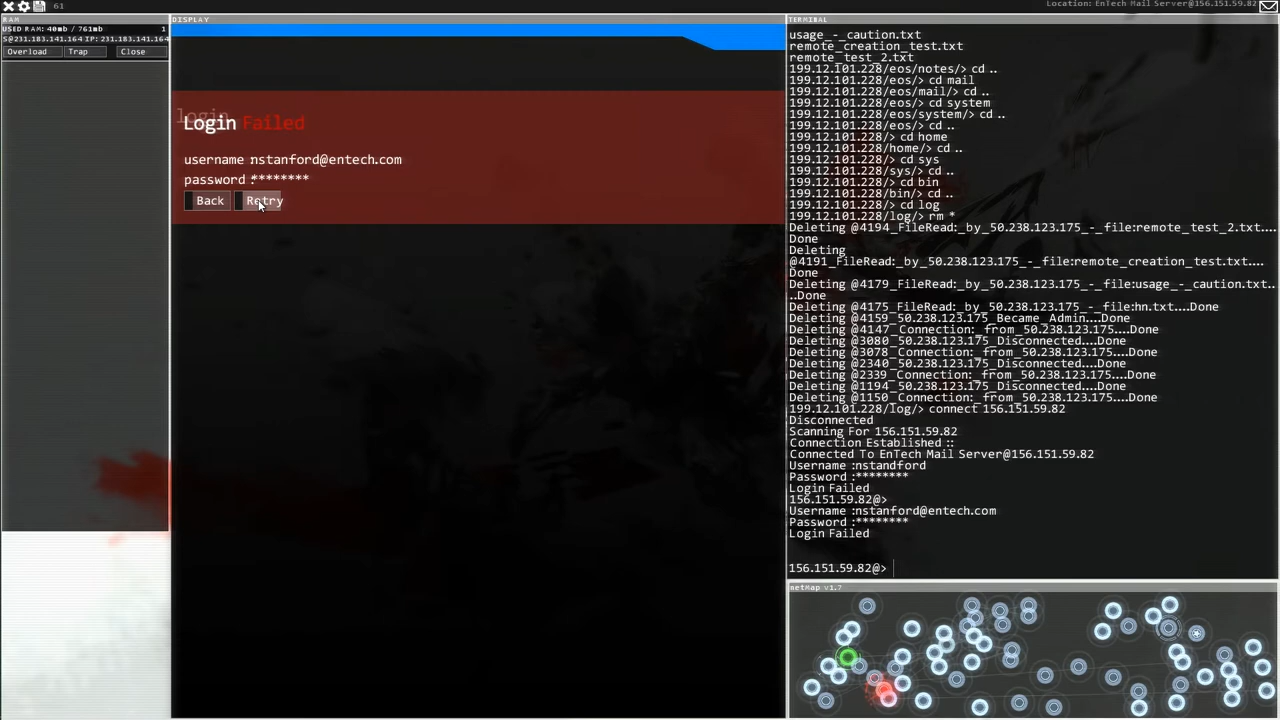 61
Location: EnTech Mail Server@156.151.59.82
RAM
USED RAM: 40mb / 761mb 1
S@231.183.141.164 IP: 231.183.141.164
Overload Trap Close
DISPLAY
login
Login Failed
username :nstanford@entech.com
password :********
Back Retry
TERMINAL
usage_-_caution.txt
remote_creation_test.txt
remote_test_2.txt
199.12.101.228/eos/notes/> cd ..
199.12.101.228/eos/> cd mail
199.12.101.228/eos/mail/> cd ..
199.12.101.228/eos/> cd system
199.12.101.228/eos/system/> cd ..
199.12.101.228/eos/> cd ..
199.12.101.228/> cd home
199.12.101.228/home/> cd ..
199.12.101.228/> cd sys
199.12.101.228/sys/> cd ..
199.12.101.228/> cd bin
199.12.101.228/bin/> cd ..
199.12.101.228/> cd log
199.12.101.228/log/> rm *
Deleting @4194_FileRead:_by_50.238.123.175_-_file:remote_test_2.txt....
Done
Deleting
@4191_FileRead:_by_50.238.123.175_-_file:remote_creation_test.txt....
Done
Deleting @4179_FileRead:_by_50.238.123.175_-_file:usage_-_caution.txt..
..Done
Deleting @4175_FileRead:_by_50.238.123.175_-_file:hn.txt....Done
Deleting @4159_50.238.123.175_Became_Admin....Done
Deleting @4147_Connection:_from_50.238.123.175....Done
Deleting @3080_50.238.123.175_Disconnected....Done
Deleting @3078_Connection:_from_50.238.123.175....Done
Deleting @2340_50.238.123.175_Disconnected....Done
Deleting @2339_Connection:_from_50.238.123.175....Done
Deleting @1194_50.238.123.175_Disconnected....Done
Deleting @1150_Connection:_from_50.238.123.175....Done
199.12.101.228/log/> connect 156.151.59.82
Disconnected
Scanning For 156.151.59.82
Connection Established ::
Connected To EnTech Mail Server@156.151.59.82
Username :nstandford
Password :********
Login Failed
156.151.59.82@>
Username :nstanford@entech.com
Password :********
Login Failed
156.151.59.82@>
netMap v1.7